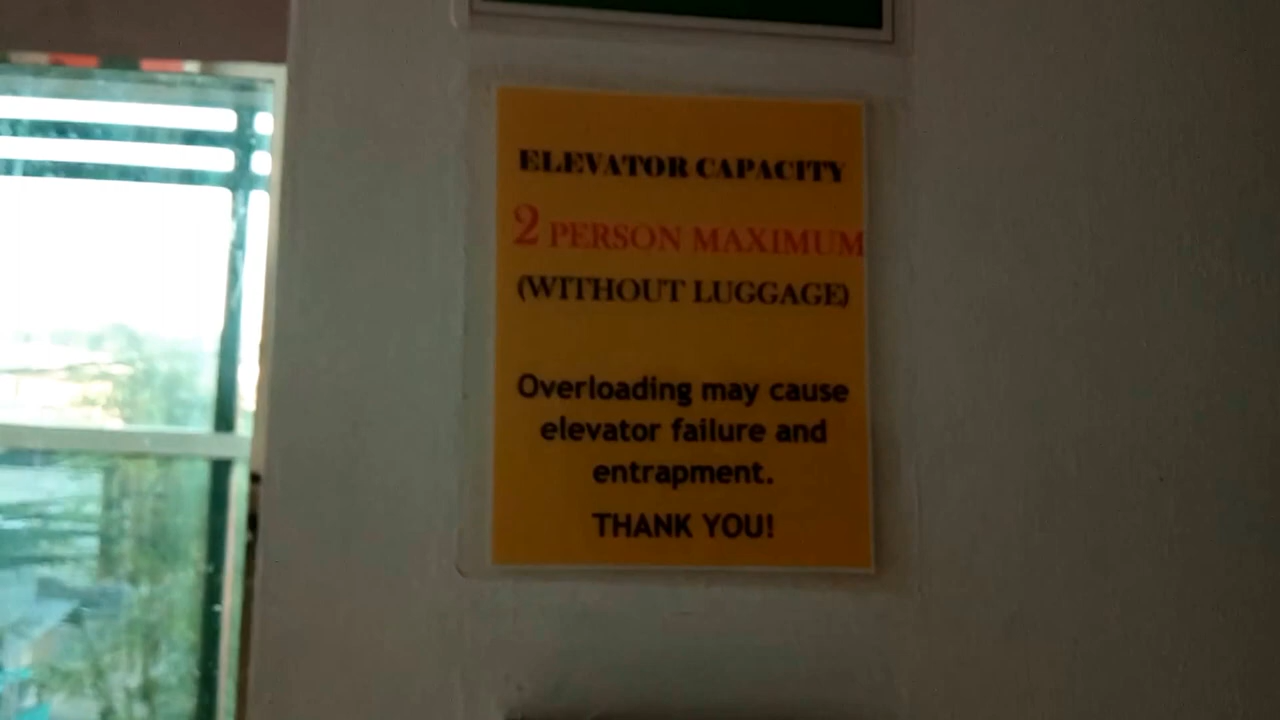 ELEVATOR CAPACITY
2 PERSON MAXIMUM
(WITHOUT LUGGAGE)
Overloading may cause
elevator failure and
entrapment.
THANK YOU!